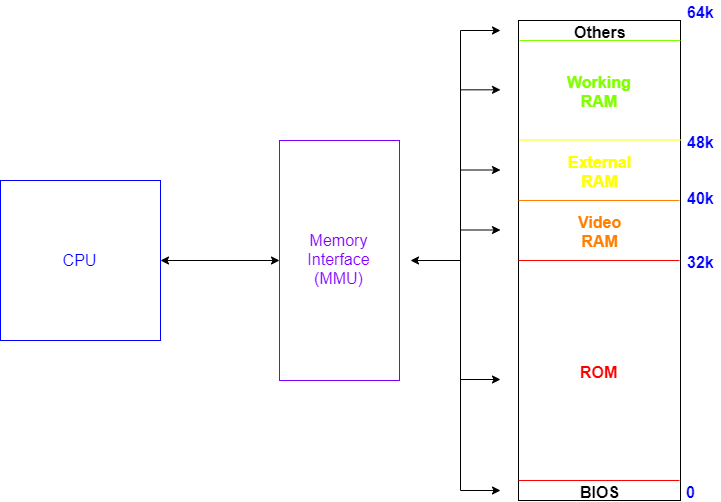 64k
Others
Working
RAM
48k
External
RAM
40k
Video
RAM
32k
CPU
Memory
Interface
(MMU)
ROM
BIOS
0